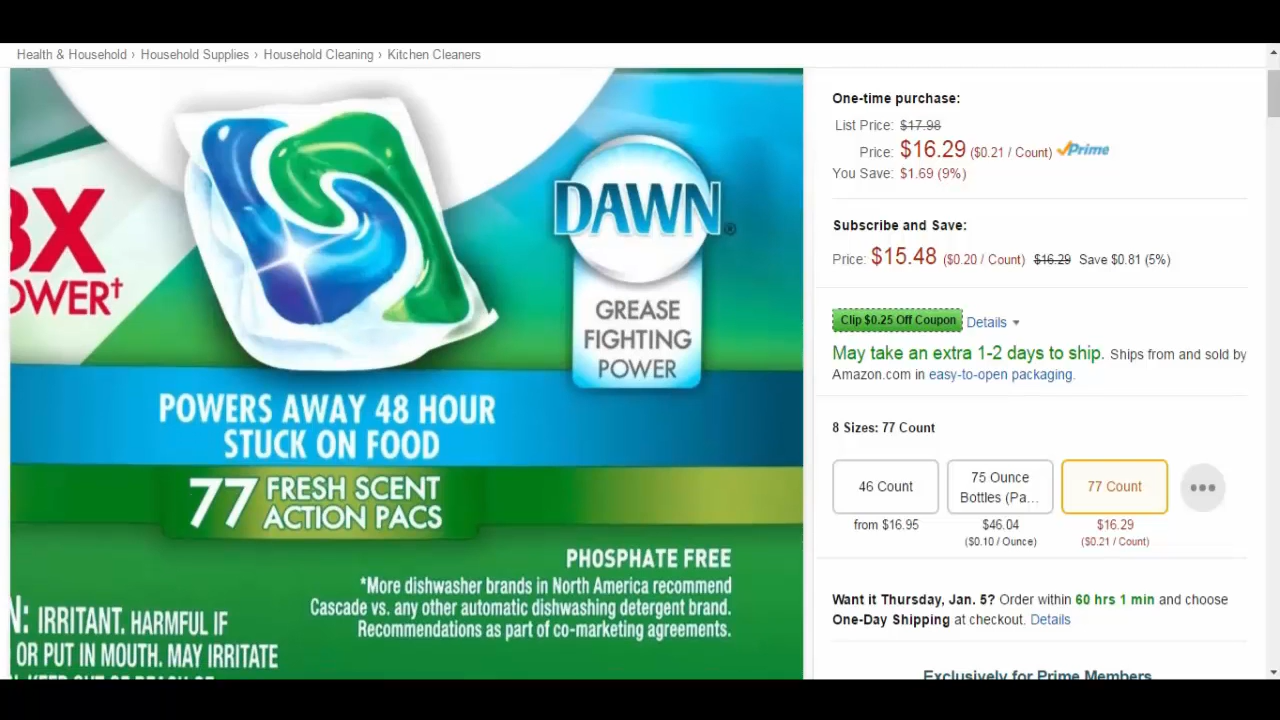 Health & Household › Household Supplies › Household Cleaning › Kitchen Cleaners
3X
POWER†
DAWN®
GREASE
FIGHTING
POWER
POWERS AWAY 48 HOUR
STUCK ON FOOD
77 FRESH SCENT
ACTION PACS
PHOSPHATE FREE
*More dishwasher brands in North America recommend
Cascade vs. any other automatic dishwashing detergent brand.
Recommendations as part of co-marketing agreements.
N: IRRITANT. HARMFUL IF
OR PUT IN MOUTH. MAY IRRITATE
One-time purchase:
List Price: $17.98
Price: $16.29 ($0.21 / Count) Prime
You Save: $1.69 (9%)
Subscribe and Save:
Price: $15.48 ($0.20 / Count) $16.29 Save $0.81 (5%)
Clip $0.25 Off Coupon Details
May take an extra 1-2 days to ship. Ships from and sold by
Amazon.com in easy-to-open packaging.
8 Sizes: 77 Count
46 Count
from $16.95
75 Ounce
Bottles (Pa...
$46.04
($0.10 / Ounce)
77 Count
$16.29
($0.21 / Count)
Want it Thursday, Jan. 5? Order within 60 hrs 1 min and choose
One-Day Shipping at checkout. Details
Exclusively for Prime Members